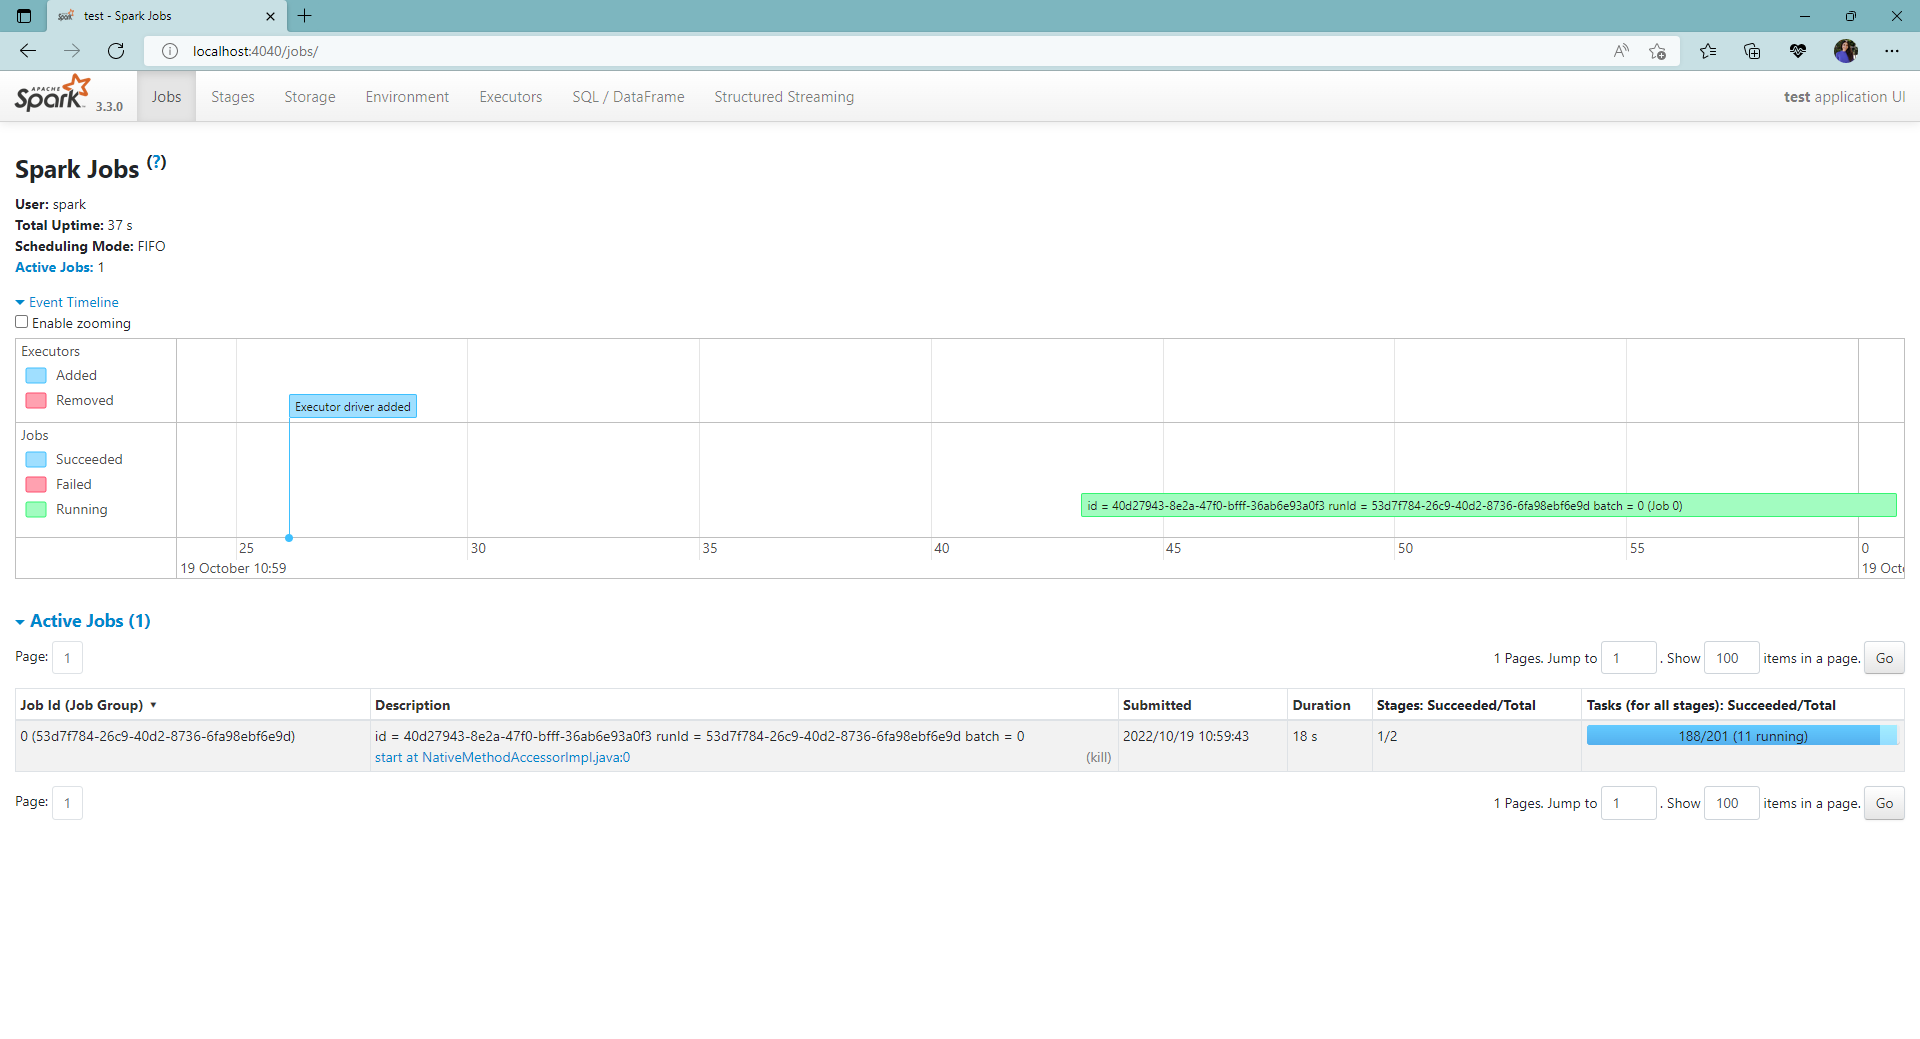 test - Spark Jobs
localhost:4040/jobs/
APACHE
Spark 3.3.0 Jobs Stages Storage Environment Executors SQL / DataFrame Structured Streaming test application UI
Spark Jobs (?)
User: spark
Total Uptime: 37 s
Scheduling Mode: FIFO
Active Jobs: 1
Event Timeline
Enable zooming
Executors
Added
Removed
Executor driver added
Jobs
Succeeded
Failed
Running
id = 40d27943-8e2a-47f0-bfff-36ab6e93a0f3 runId = 53d7f784-26c9-40d2-8736-6fa98ebf6e9d batch = 0 (Job 0)
25 30 35 40 45 50 55 0
19 October 10:59 19 Octo
Active Jobs (1)
Page: 1 1 Pages. Jump to 1 . Show 100 items in a page. Go
Job Id (Job Group) ▾ Description Submitted Duration Stages: Succeeded/Total Tasks (for all stages): Succeeded/Total
0 (53d7f784-26c9-40d2-8736-6fa98ebf6e9d) id = 40d27943-8e2a-47f0-bfff-36ab6e93a0f3 runId = 53d7f784-26c9-40d2-8736-6fa98ebf6e9d batch = 0 2022/10/19 10:59:43 18 s 1/2 188/201 (11 running)
start at NativeMethodAccessorImpl.java:0 (kill)
Page: 1 1 Pages. Jump to 1 . Show 100 items in a page. Go